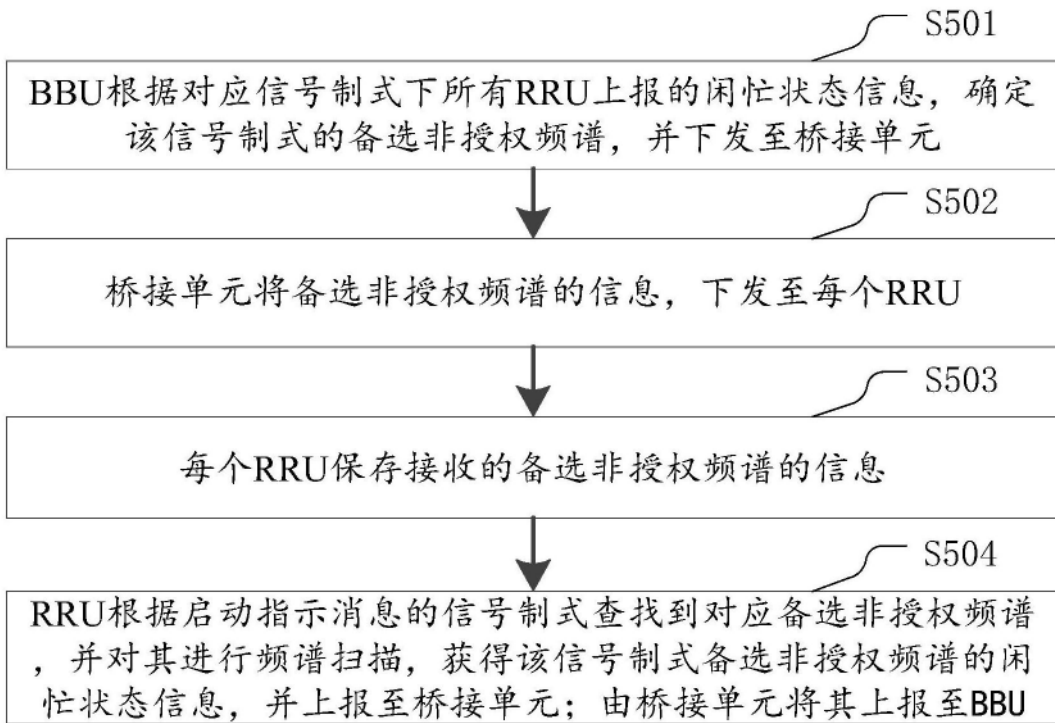 S501
BBU根据对应信号制式下所有RRU上报的闲忙状态信息，确定
该信号制式的备选非授权频谱，并下发至桥接单元
S502
桥接单元将备选非授权频谱的信息，下发至每个RRU
S503
每个RRU保存接收的备选非授权频谱的信息
S504
RRU根据启动指示消息的信号制式查找到对应备选非授权频谱
，并对其进行频谱扫描，获得该信号制式备选非授权频谱的闲
忙状态信息，并上报至桥接单元；由桥接单元将其上报至BBU